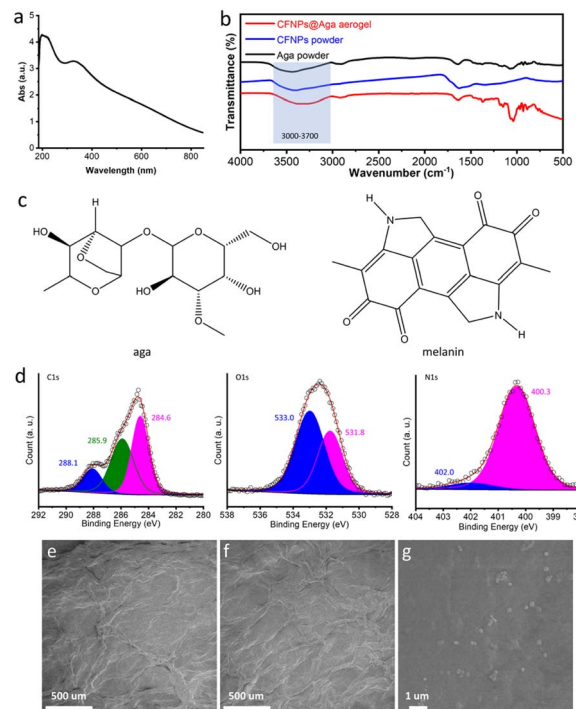 a
5
4
3
2
1
0
Abs (a.u.)
200
400
600
800
Wavelength (nm)
b
CFNPs@Aga aerogel
CFNPs powder
Aga powder
Transmittance (%)
3000-3700
4000
3500
3000
2500
2000
1500
1000
500
Wavenumber (cm-1)
c
H
HO
O
O
O
O
OH
HO
OH
O
aga
H
N
O
O
O
O
N
H
melanin
d
C1s
284.6
285.9
288.1
Count (a. u.)
292
290
288
286
284
282
280
Binding Energy (eV)
O1s
533.0
531.8
Count (a. u.)
538
536
534
532
530
528
Binding Energy (eV)
N1s
400.3
402.0
Count (a. u.)
404
403
402
401
400
399
Binding Energy (eV)
e
500 um
f
500 um
g
1 um